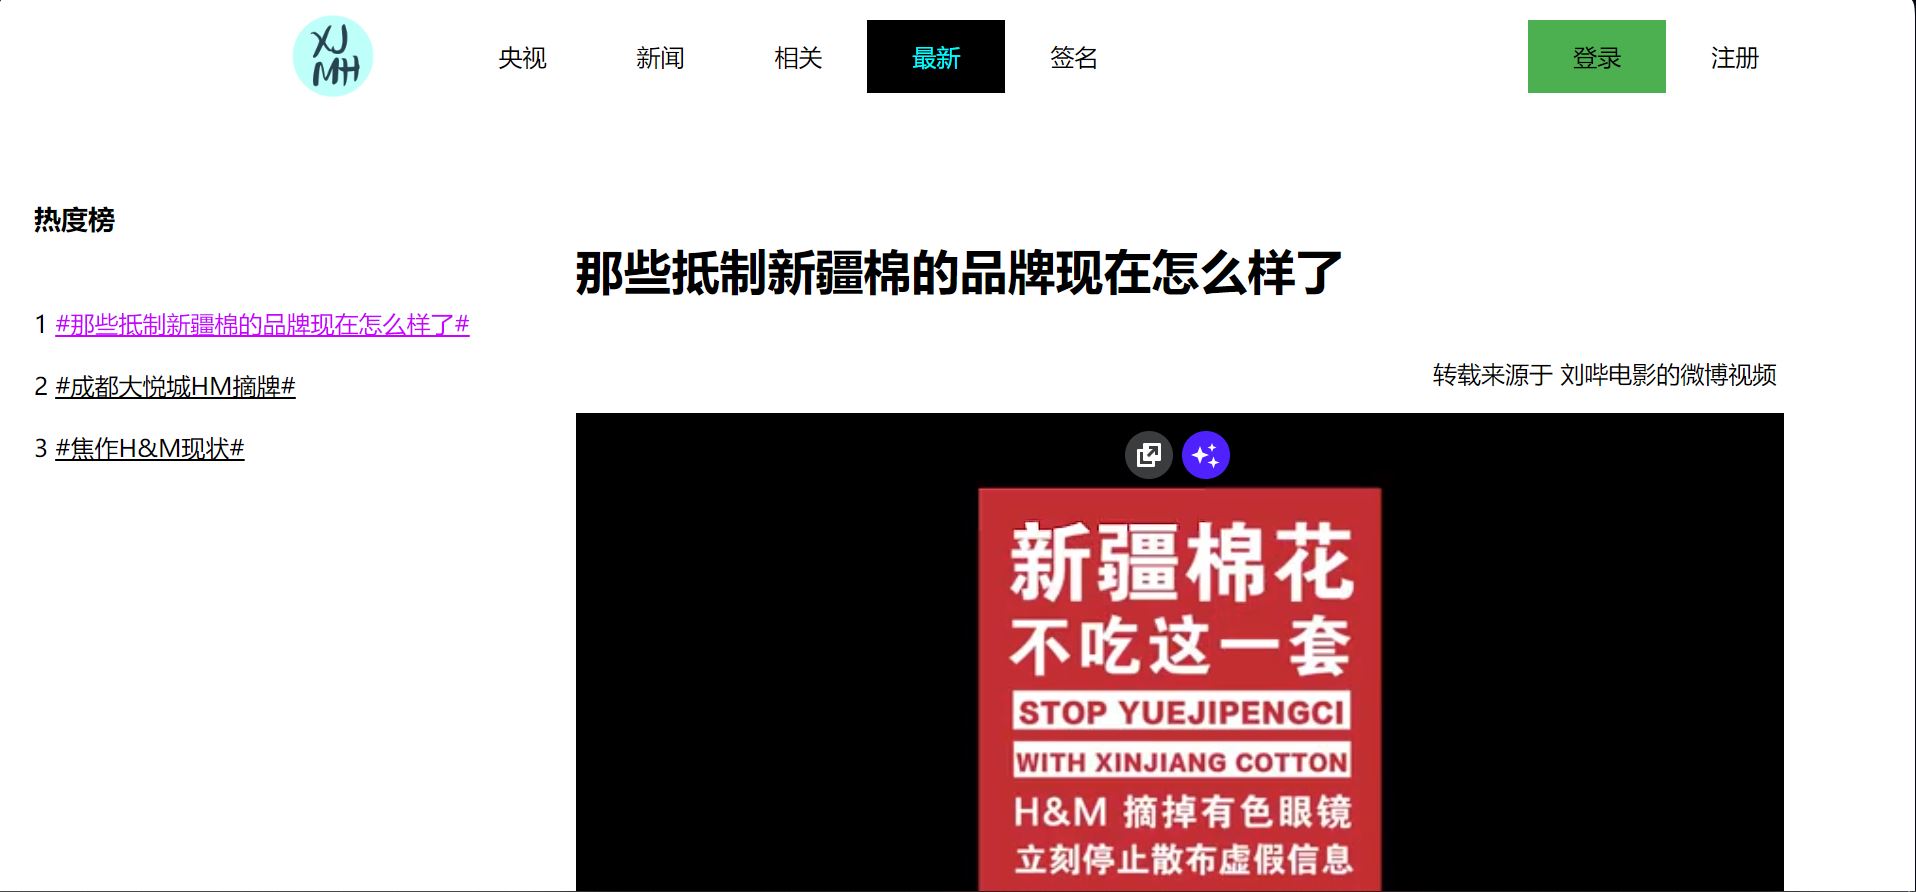 XJ
MH
央视 新闻 相关 最新 签名 登录 注册
热度榜
1 #那些抵制新疆棉的品牌现在怎么样了#
2 #成都大悦城HM摘牌#
3 #焦作H&M现状#
那些抵制新疆棉的品牌现在怎么样了
转载来源于 刘哔电影的微博视频
新疆棉花
不吃这一套
STOP YUEJIPENGCI
WITH XINJIANG COTTON
H&M 摘掉有色眼镜
立刻停止散布虚假信息